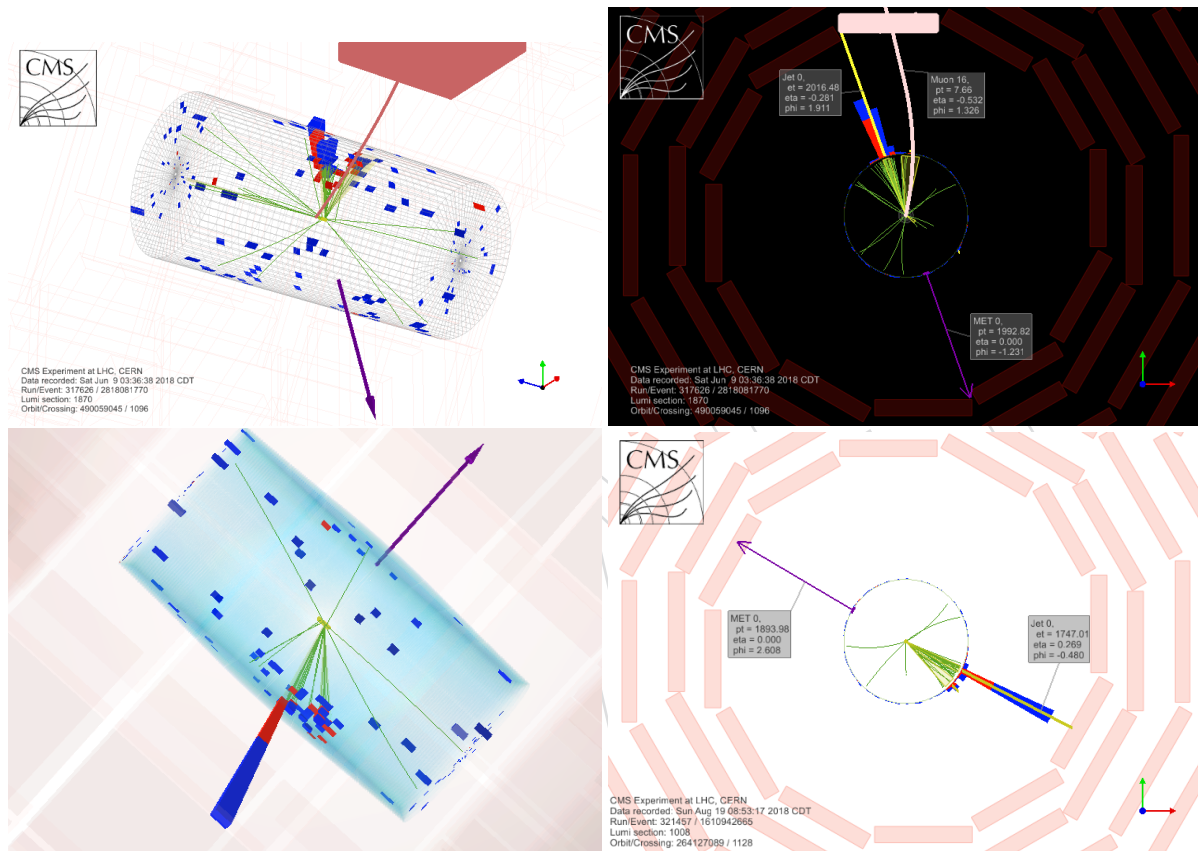 CMS
CMS Experiment at LHC, CERN
Data recorded: Sat Jun 9 03:36:38 2018 CDT
Run/Event: 317626 / 2818081770
Lumi section: 1870
Orbit/Crossing: 490059045 / 1096
CMS
Jet 0,
et = 2016.48
eta = -0.281
phi = 1.911
Muon 16,
pt = 7.66
eta = -0.532
phi = 1.326
MET 0,
pt = 1992.82
eta = 0.000
phi = -1.231
CMS Experiment at LHC, CERN
Data recorded: Sat Jun 9 03:36:38 2018 CDT
Run/Event: 317626 / 2818081770
Lumi section: 1870
Orbit/Crossing: 490059045 / 1096
CMS
MET 0,
pt = 1893.98
eta = 0.000
phi = 2.608
Jet 0,
et = 1747.01
eta = 0.269
phi = -0.480
CMS Experiment at LHC, CERN
Data recorded: Sun Aug 19 08:53:17 2018 CDT
Run/Event: 321457 / 1610942665
Lumi section: 1008
Orbit/Crossing: 264127089 / 1128